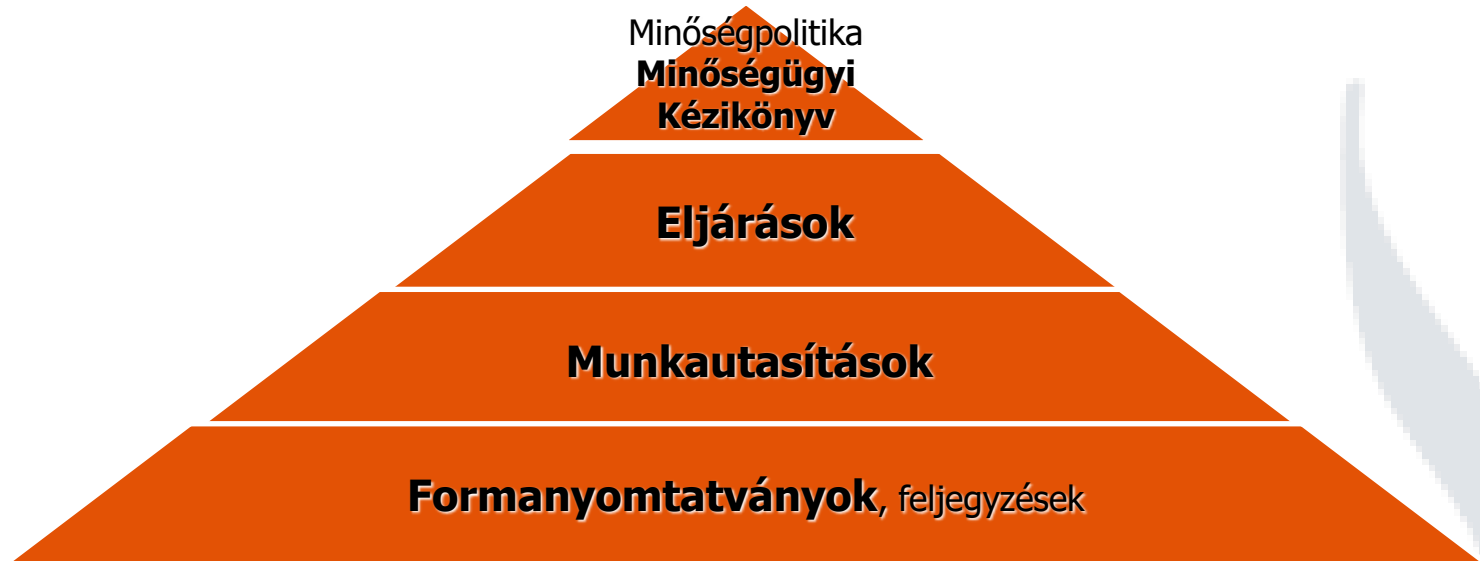 Minőségpolitika
Minőségügyi
Kézikönyv
Eljárások
Munkautasítások
Formanyomtatványok, feljegyzések